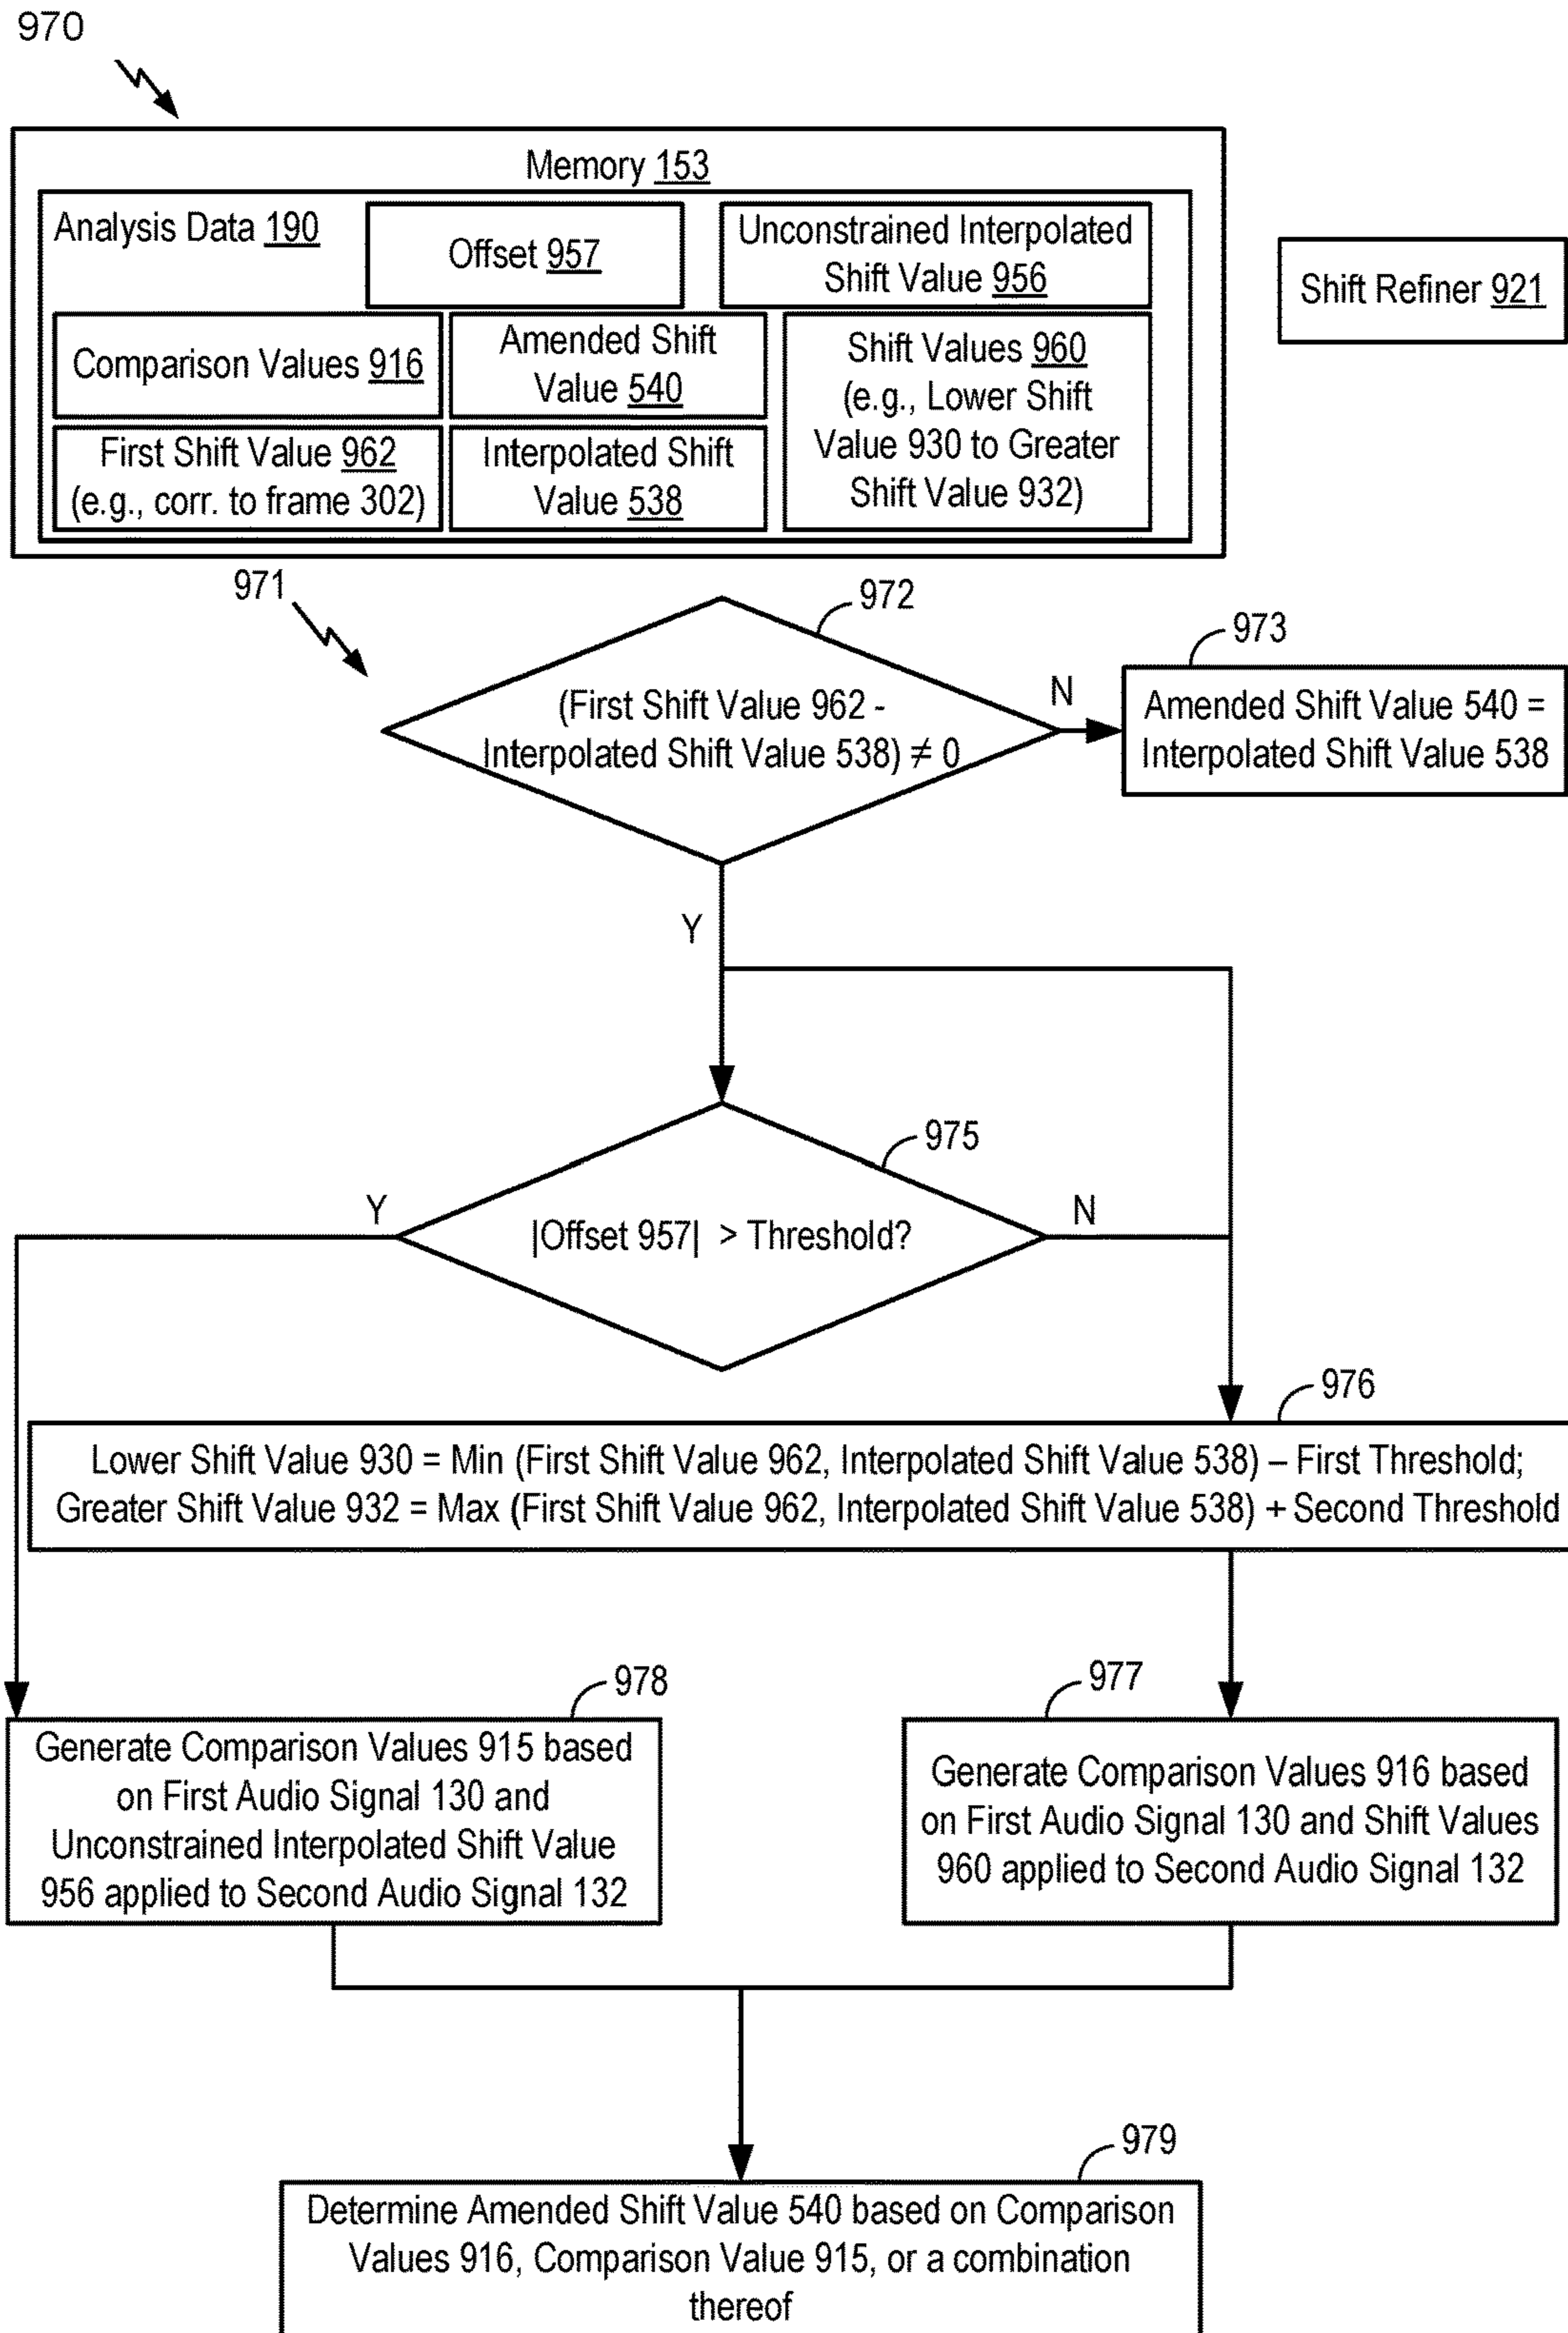 970
Memory 153
Analysis Data 190
Offset 957
Unconstrained Interpolated
Shift Value 956
Shift Refiner 921
Comparison Values 916
Amended Shift
Value 540
Shift Values 960
(e.g., Lower Shift
Value 930 to Greater
Shift Value 932)
First Shift Value 962
(e.g., corr. to frame 302)
Interpolated Shift
Value 538
971
972
(First Shift Value 962 -
Interpolated Shift Value 538) ≠ 0
N
973
Amended Shift Value 540 =
Interpolated Shift Value 538
Y
975
Y
|Offset 957| > Threshold?
N
976
Lower Shift Value 930 = Min (First Shift Value 962, Interpolated Shift Value 538) – First Threshold;
Greater Shift Value 932 = Max (First Shift Value 962, Interpolated Shift Value 538) + Second Threshold
978
Generate Comparison Values 915 based
on First Audio Signal 130 and
Unconstrained Interpolated Shift Value
956 applied to Second Audio Signal 132
977
Generate Comparison Values 916 based
on First Audio Signal 130 and Shift Values
960 applied to Second Audio Signal 132
979
Determine Amended Shift Value 540 based on Comparison
Values 916, Comparison Value 915, or a combination
thereof